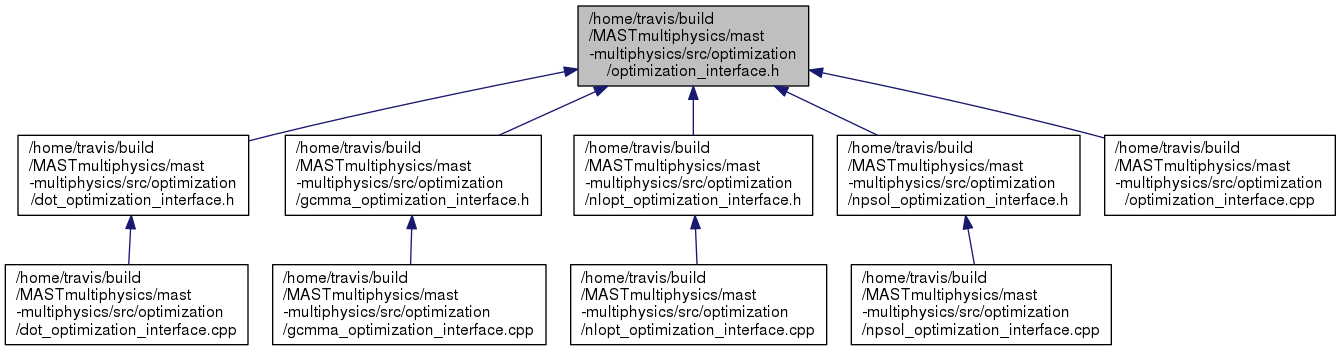 /home/travis/build
/MASTmultiphysics/mast
-multiphysics/src/optimization
/optimization_interface.h
/home/travis/build
/MASTmultiphysics/mast
-multiphysics/src/optimization
/dot_optimization_interface.h
/home/travis/build
/MASTmultiphysics/mast
-multiphysics/src/optimization
/gcmma_optimization_interface.h
/home/travis/build
/MASTmultiphysics/mast
-multiphysics/src/optimization
/nlopt_optimization_interface.h
/home/travis/build
/MASTmultiphysics/mast
-multiphysics/src/optimization
/npsol_optimization_interface.h
/home/travis/build
/MASTmultiphysics/mast
-multiphysics/src/optimization
/optimization_interface.cpp
/home/travis/build
/MASTmultiphysics/mast
-multiphysics/src/optimization
/dot_optimization_interface.cpp
/home/travis/build
/MASTmultiphysics/mast
-multiphysics/src/optimization
/gcmma_optimization_interface.cpp
/home/travis/build
/MASTmultiphysics/mast
-multiphysics/src/optimization
/nlopt_optimization_interface.cpp
/home/travis/build
/MASTmultiphysics/mast
-multiphysics/src/optimization
/npsol_optimization_interface.cpp